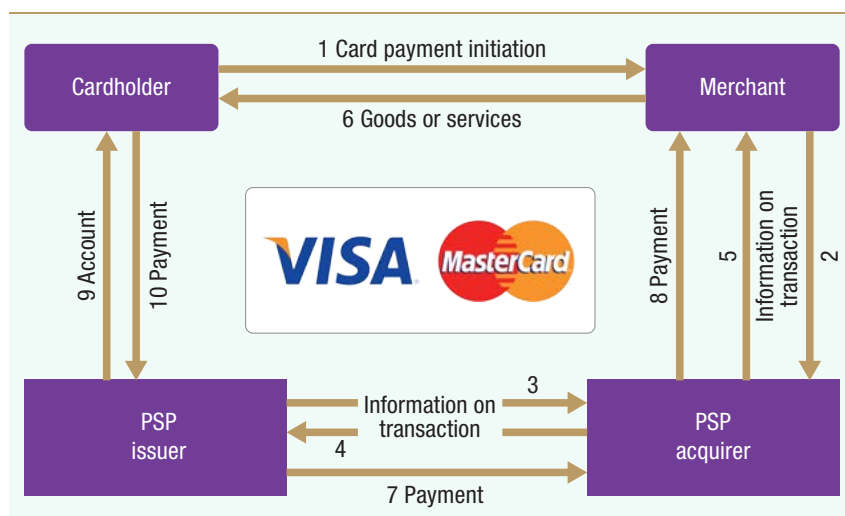 1 Card payment initiation
Cardholder
Merchant
6 Goods or services
9 Account
10 Payment
VISA
MasterCard
8 Payment
5
Information on
transaction
2
PSP
issuer
3
Information on
transaction
4
PSP
acquirer
7 Payment